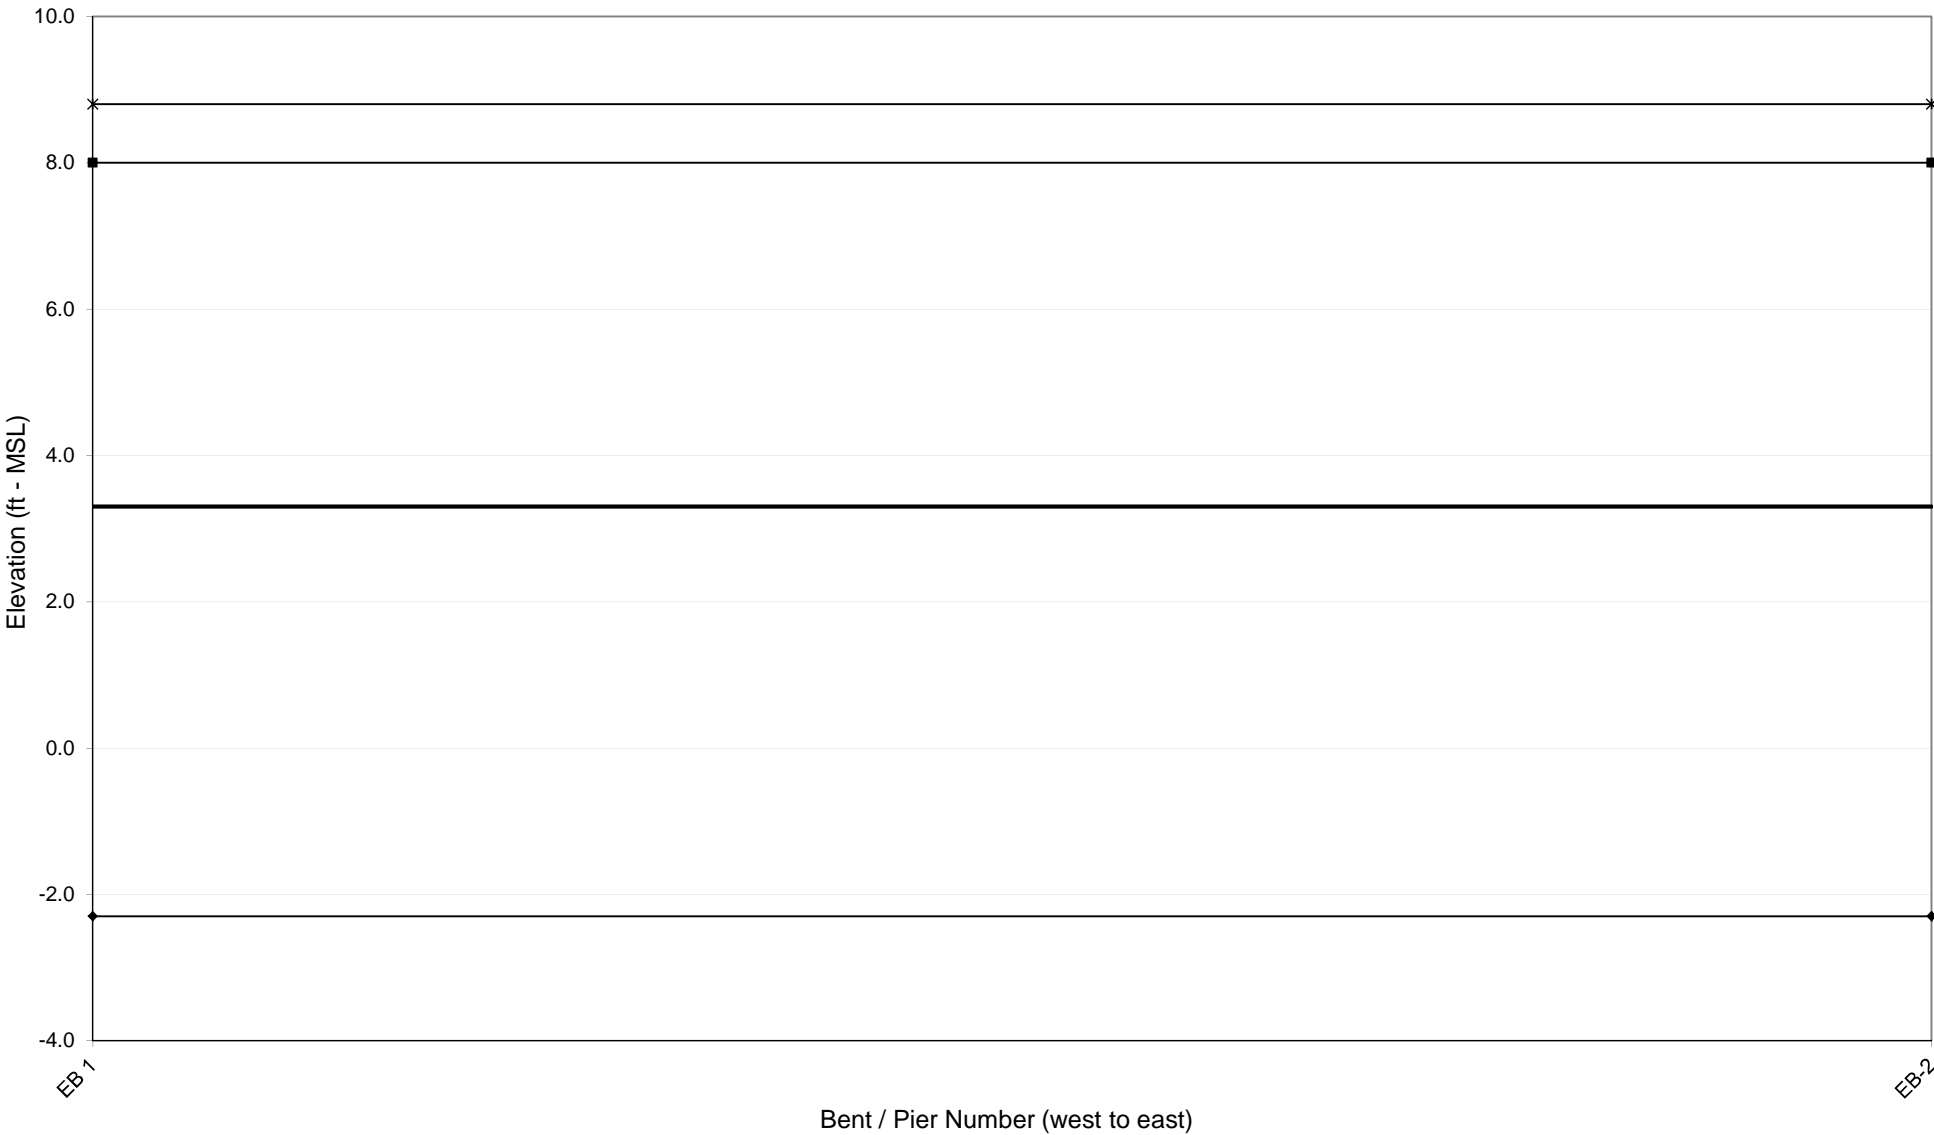 10.0
8.0
6.0
4.0
2.0
0.0
-2.0
-4.0
Elevation (ft - MSL)
EB 1
EB-2
Bent / Pier Number (west to east)